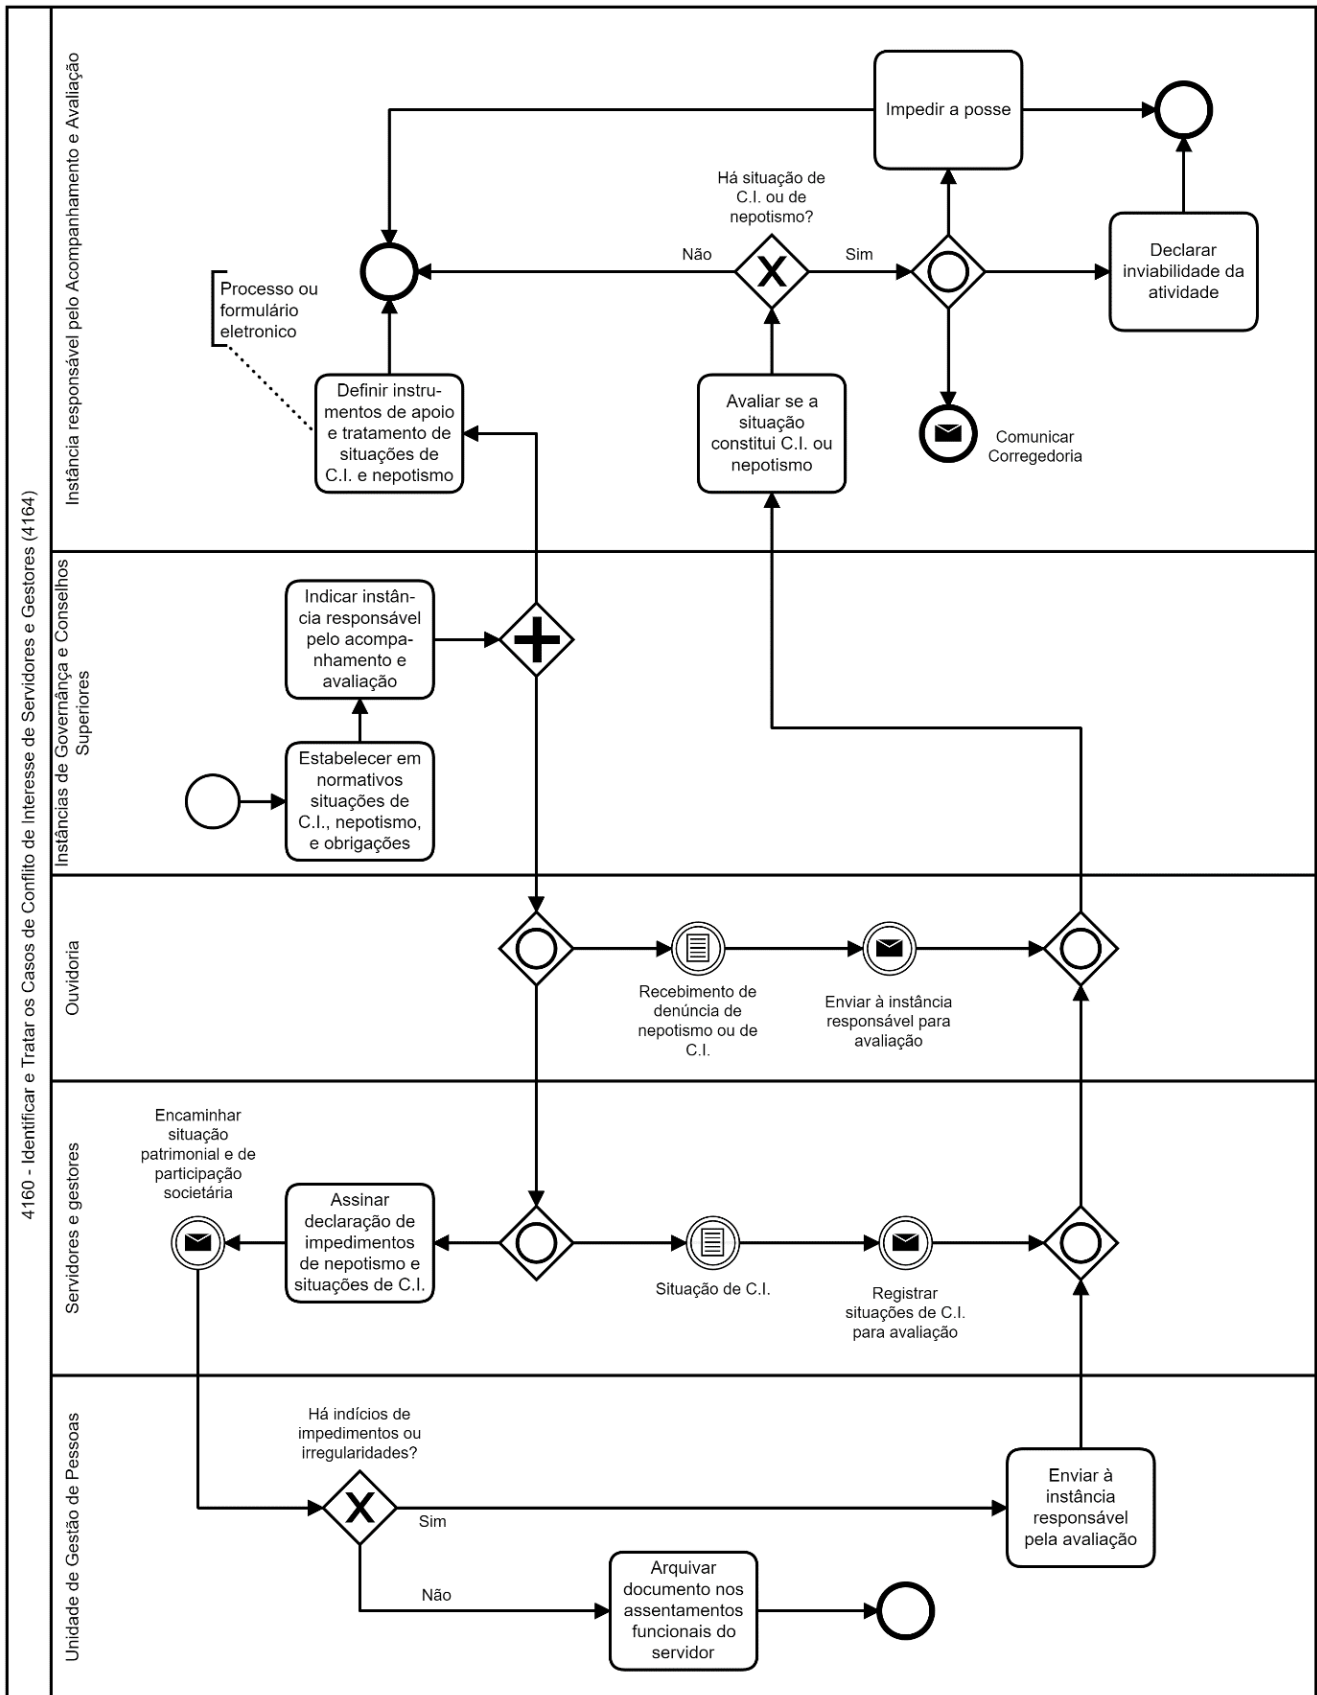 4160 - Identificar e Tratar os Casos de Conflito de Interesse de Servidores e Gestores (4164)
Instância responsável pelo Acompanhamento e Avaliação
Impedir a posse
Há situação de
C.I. ou de
nepotismo?
Não
Sim
Declarar
inviabilidade da
atividade
Processo ou
formulário
eletronico
Definir instru-
mentos de apoio
e tratamento de
situações de
C.I. e nepotismo
Avaliar se a
situação
constitui C.I. ou
nepotismo
Comunicar
Corregedoria
Instâncias de Governânça e Conselhos
Superiores
Indicar instân-
cia responsável
pelo acompa-
nhamento e
avaliação
Estabelecer em
normativos
situações de
C.I., nepotismo,
e obrigações
Ouvidoria
Recebimento de
denúncia de
nepotismo ou de
C.I.
Enviar à instância
responsável para
avaliação
Servidores e gestores
Encaminhar
situação
patrimonial e de
participação
societária
Assinar
declaração de
impedimentos
de nepotismo e
situações de C.I.
Situação de C.I.
Registrar
situações de C.I.
para avaliação
Unidade de Gestão de Pessoas
Há indícios de
impedimentos ou
irregularidades?
Sim
Não
Enviar à
instância
responsável
pela avaliação
Arquivar
documento nos
assentamentos
funcionais do
servidor